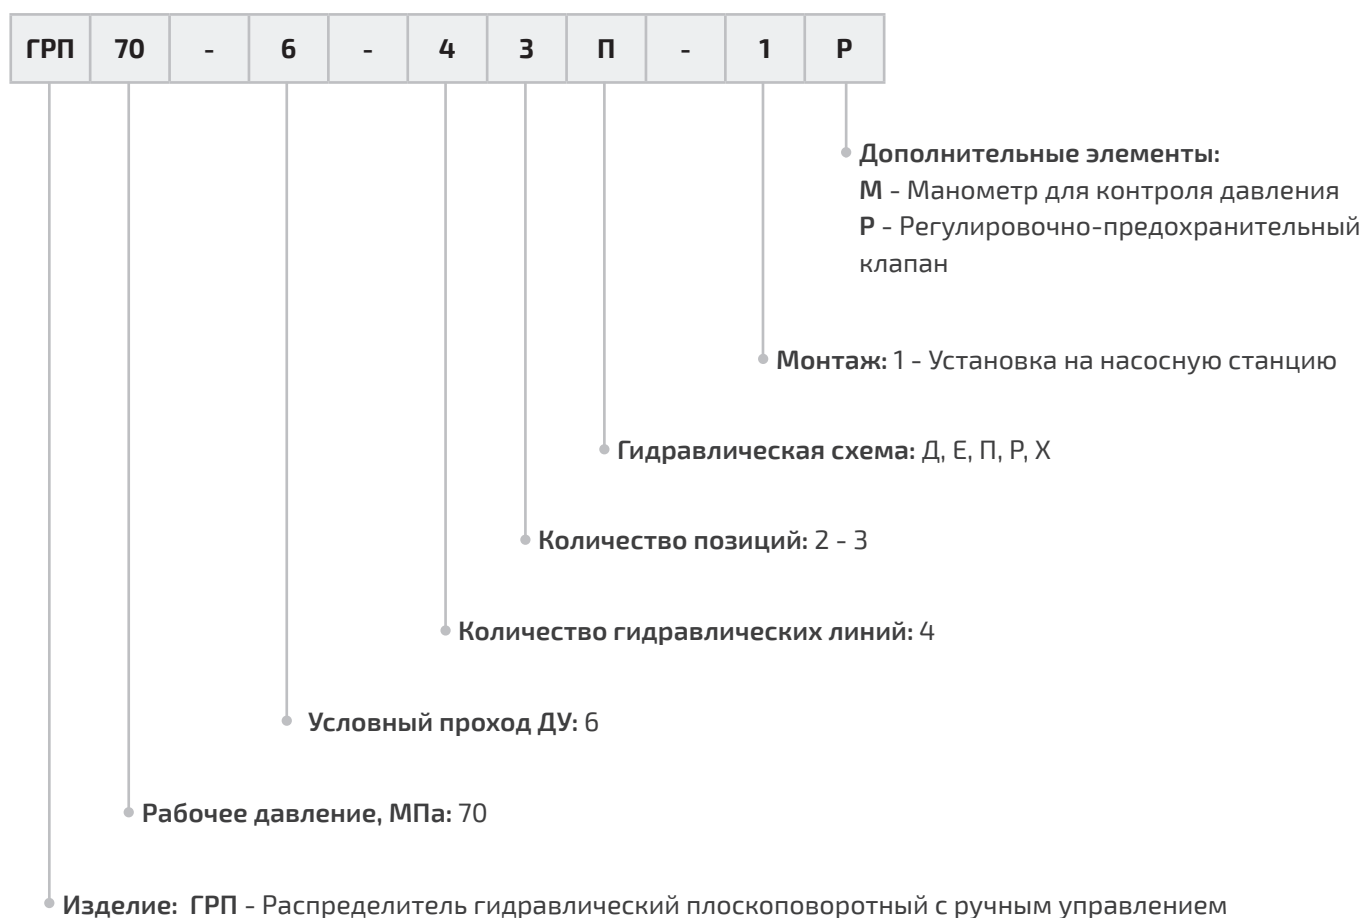 ГРП 70 - 6 - 4 3 П - 1 Р
Дополнительные элементы:
М - Манометр для контроля давления
Р - Регулировочно-предохранительный
клапан
Монтаж: 1 - Установка на насосную станцию
Гидравлическая схема: Д, Е, П, Р, Х
Количество позиций: 2 - 3
Количество гидравлических линий: 4
Условный проход ДУ: 6
Рабочее давление, МПа: 70
Изделие: ГРП - Распределитель гидравлический плоскоповоротный с ручным управлением